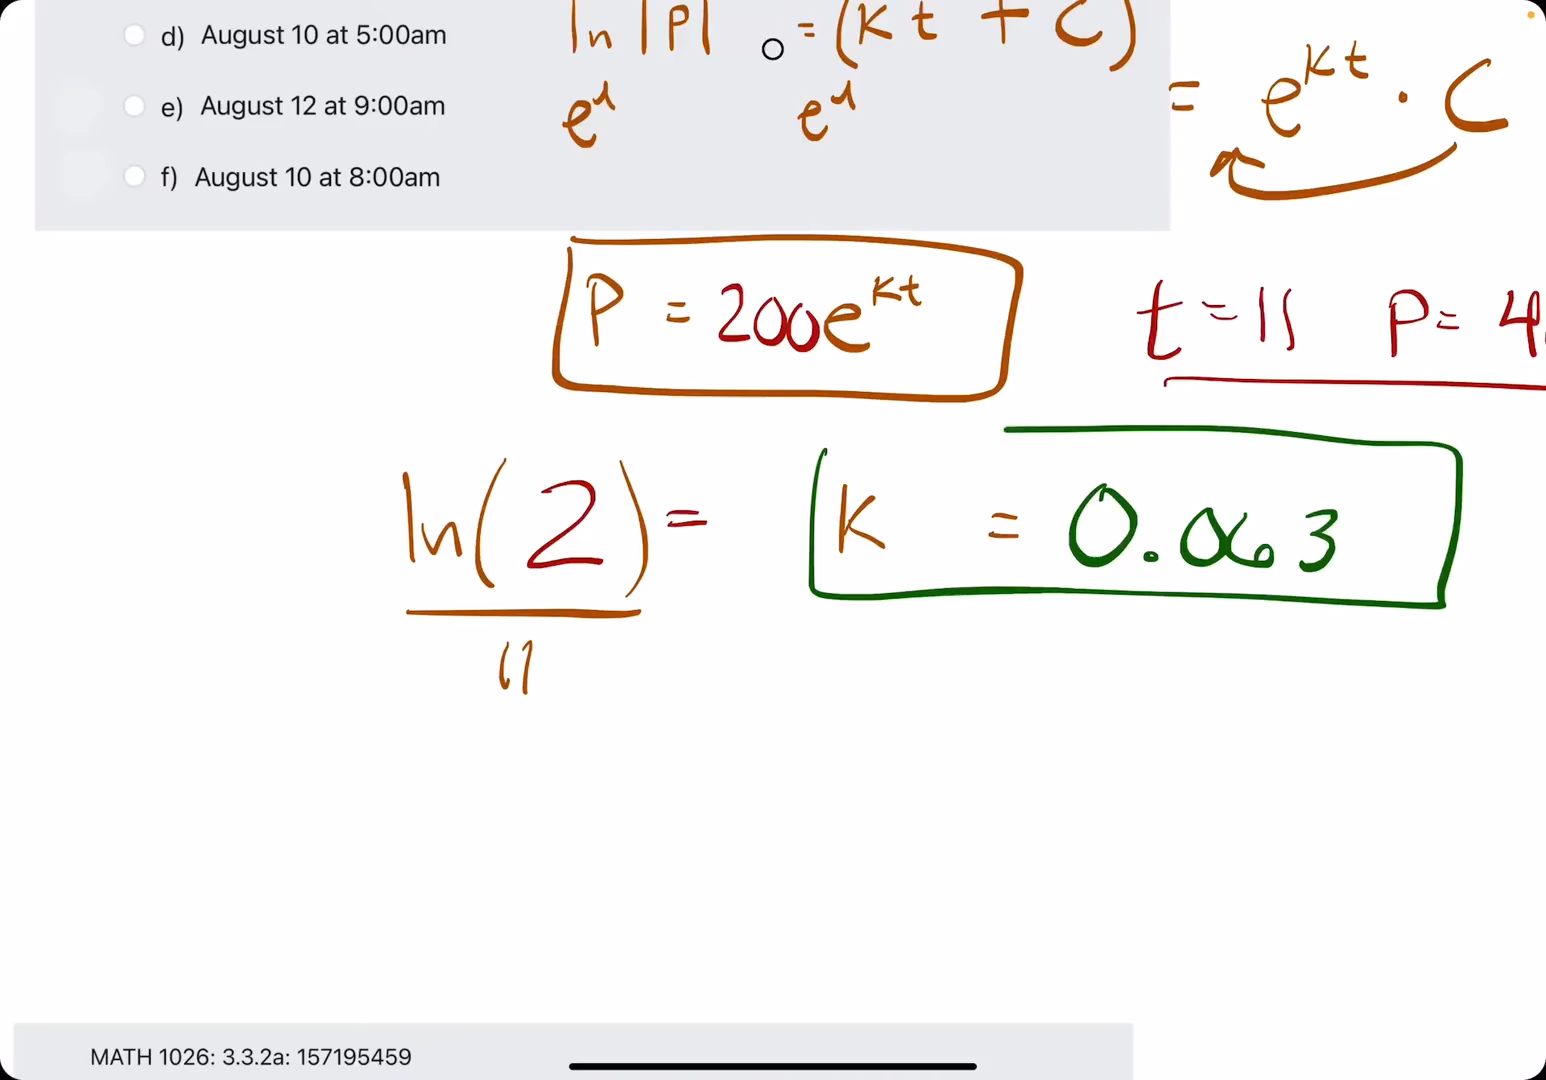 d) August 10 at 5:00am
ln |P| = (kt + C)
= e^{kt} · C
e) August 12 at 9:00am
e^ e^
f) August 10 at 8:00am
P = 200e^{kt}
t = 11 P = 4
ln(2) / 11 = k = 0.063
MATH 1026: 3.3.2a: 157195459